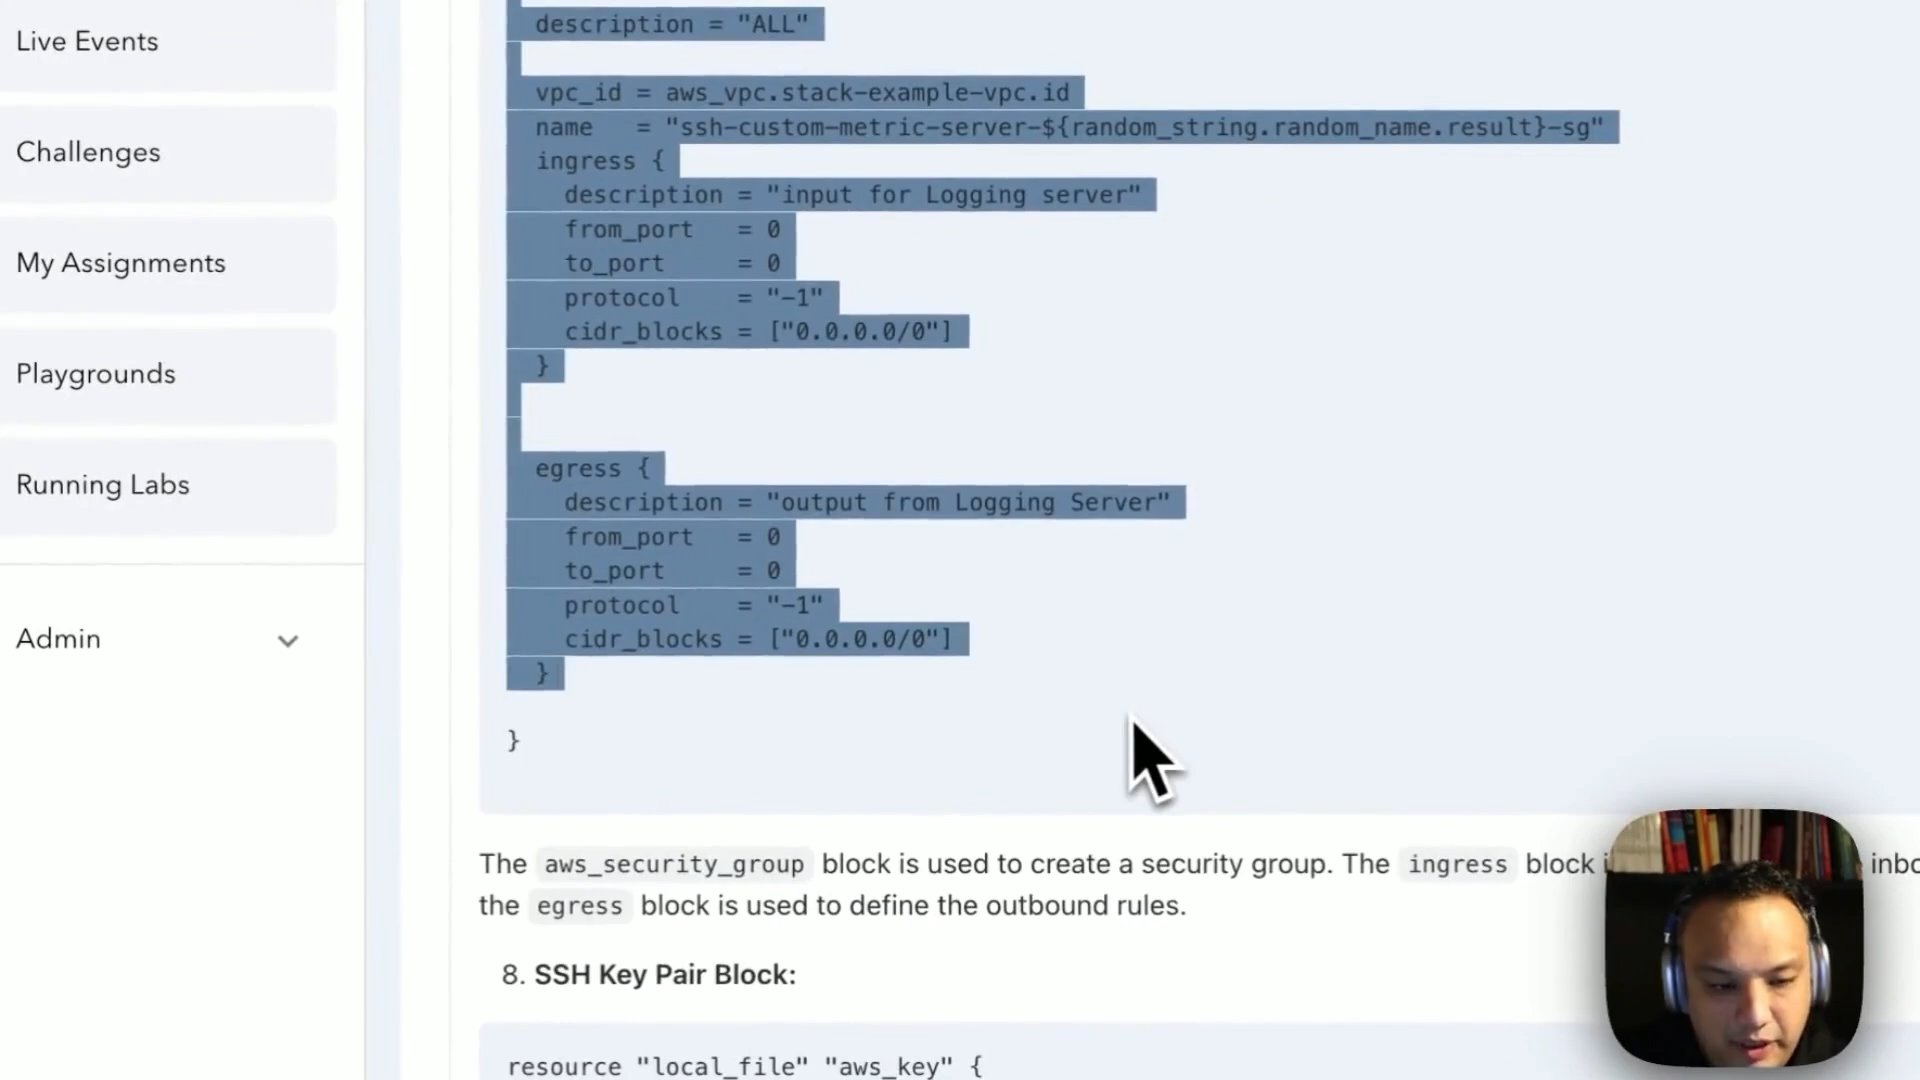 Live Events
Challenges
My Assignments
Playgrounds
Running Labs
Admin
description = "ALL"
vpc_id = aws_vpc.stack-example-vpc.id
name   = "ssh-custom-metric-server-${random_string.random_name.result}-sg"
ingress {
description = "input for Logging server"
from_port   = 0
to_port     = 0
protocol    = "-1"
cidr_blocks = ["0.0.0.0/0"]
}
egress {
description = "output from Logging Server"
from_port   = 0
to_port     = 0
protocol    = "-1"
cidr_blocks = ["0.0.0.0/0"]
}
}
The aws_security_group block is used to create a security group. The ingress block
the egress block is used to define the outbound rules.
8. SSH Key Pair Block:
resource "local_file" "aws_key" {